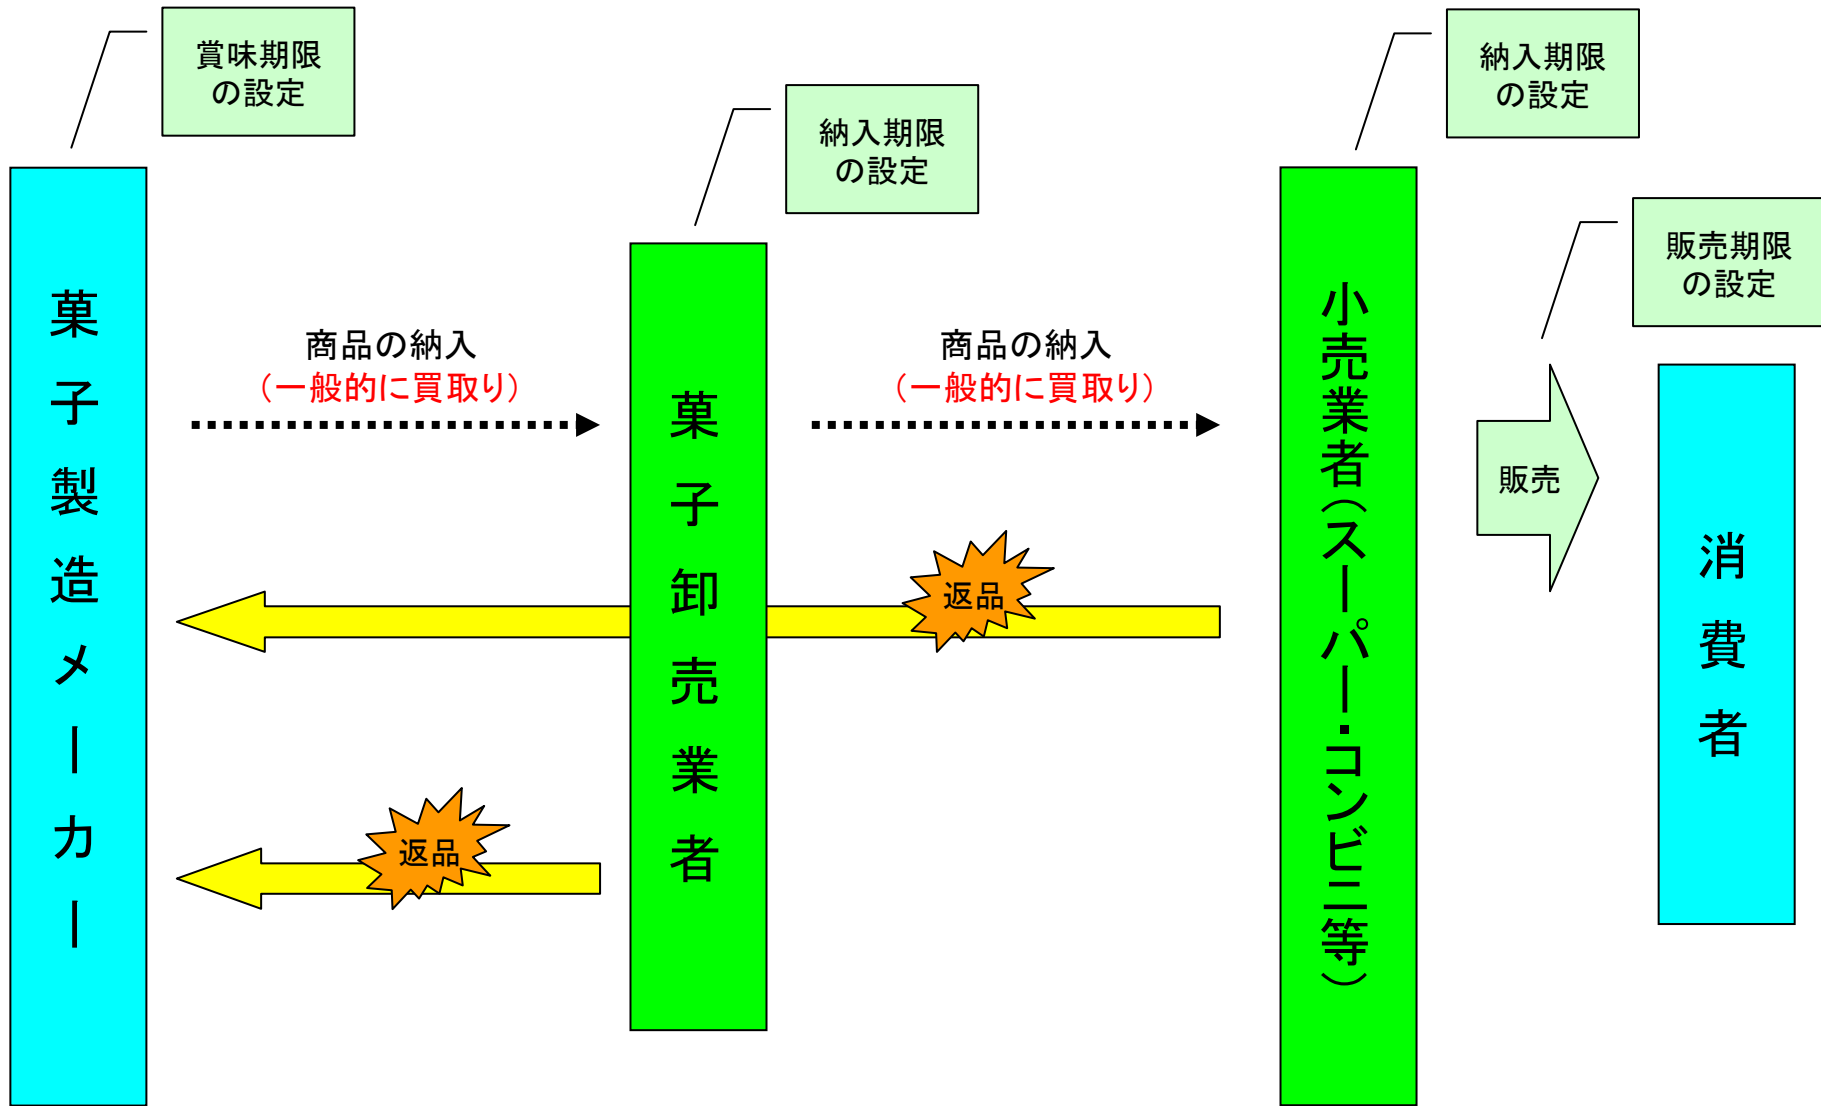 賞味期限
の設定
納入期限
の設定
納入期限
の設定
販売期限
の設定
菓子製造メーカー
商品の納入
（一般的に買取り）
菓子卸売業者
商品の納入
（一般的に買取り）
小売業者（スーパー・コンビニ等）
販売
消費者
返品
返品